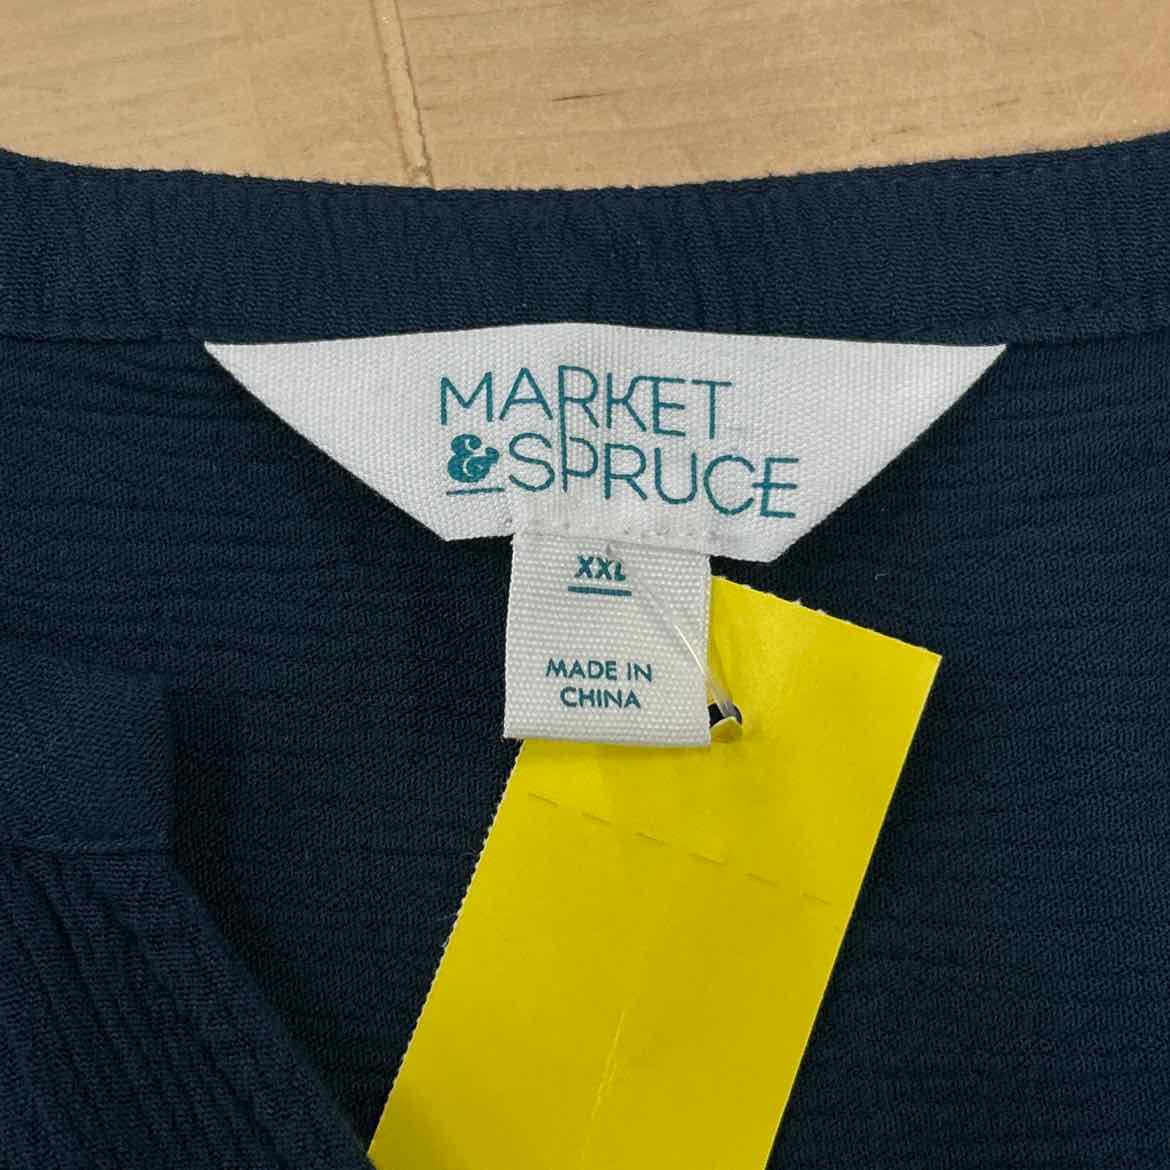 MARKET
& SPRUCE
XXL
MADE IN
CHINA